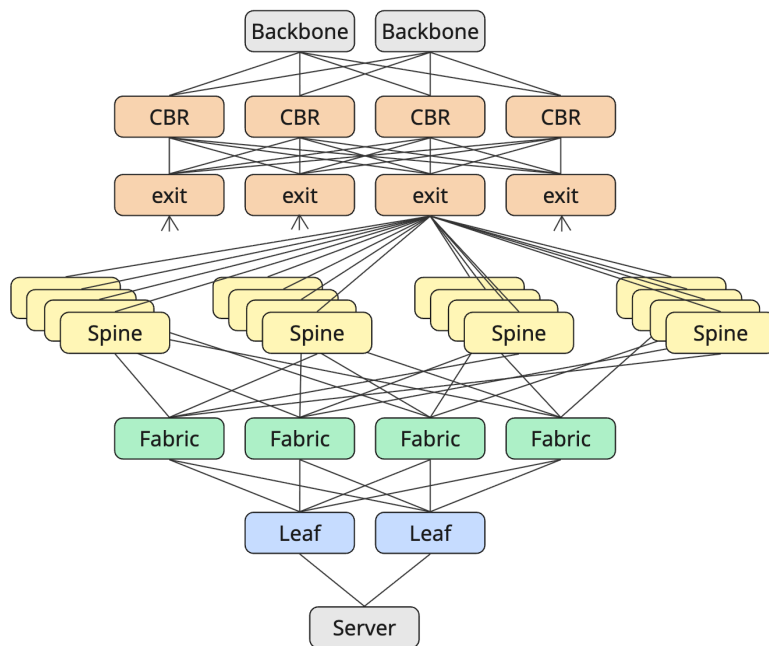 Backbone Backbone
CBR CBR CBR CBR
exit exit exit exit
Spine Spine Spine Spine
Fabric Fabric Fabric Fabric
Leaf Leaf
Server